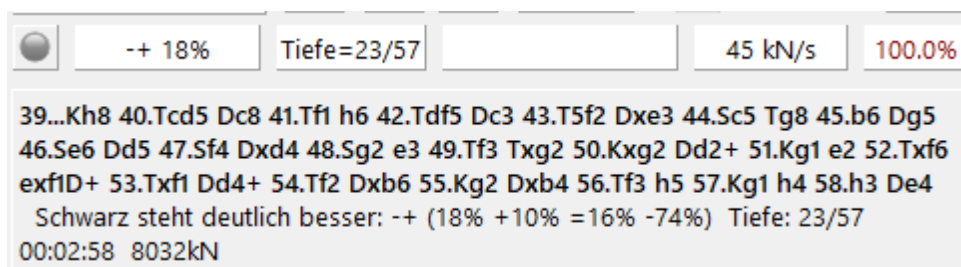 -+ 18% Tiefe=23/57 45 kN/s 100.0%
39...Kh8 40.Tcd5 Dc8 41.Tf1 h6 42.Tdf5 Dc3 43.T5f2 Dxe3 44.Sc5 Tg8 45.b6 Dg5
46.Se6 Dd5 47.Sf4 Dxd4 48.Sg2 e3 49.Tf3 Txg2 50.Kxg2 Dd2+ 51.Kg1 e2 52.Txf6
exf1D+ 53.Txf1 Dd4+ 54.Tf2 Dxb6 55.Kg2 Dxb4 56.Tf3 h5 57.Kg1 h4 58.h3 De4
Schwarz steht deutlich besser: -+ (18% +10% =16% -74%) Tiefe: 23/57
00:02:58 8032kN